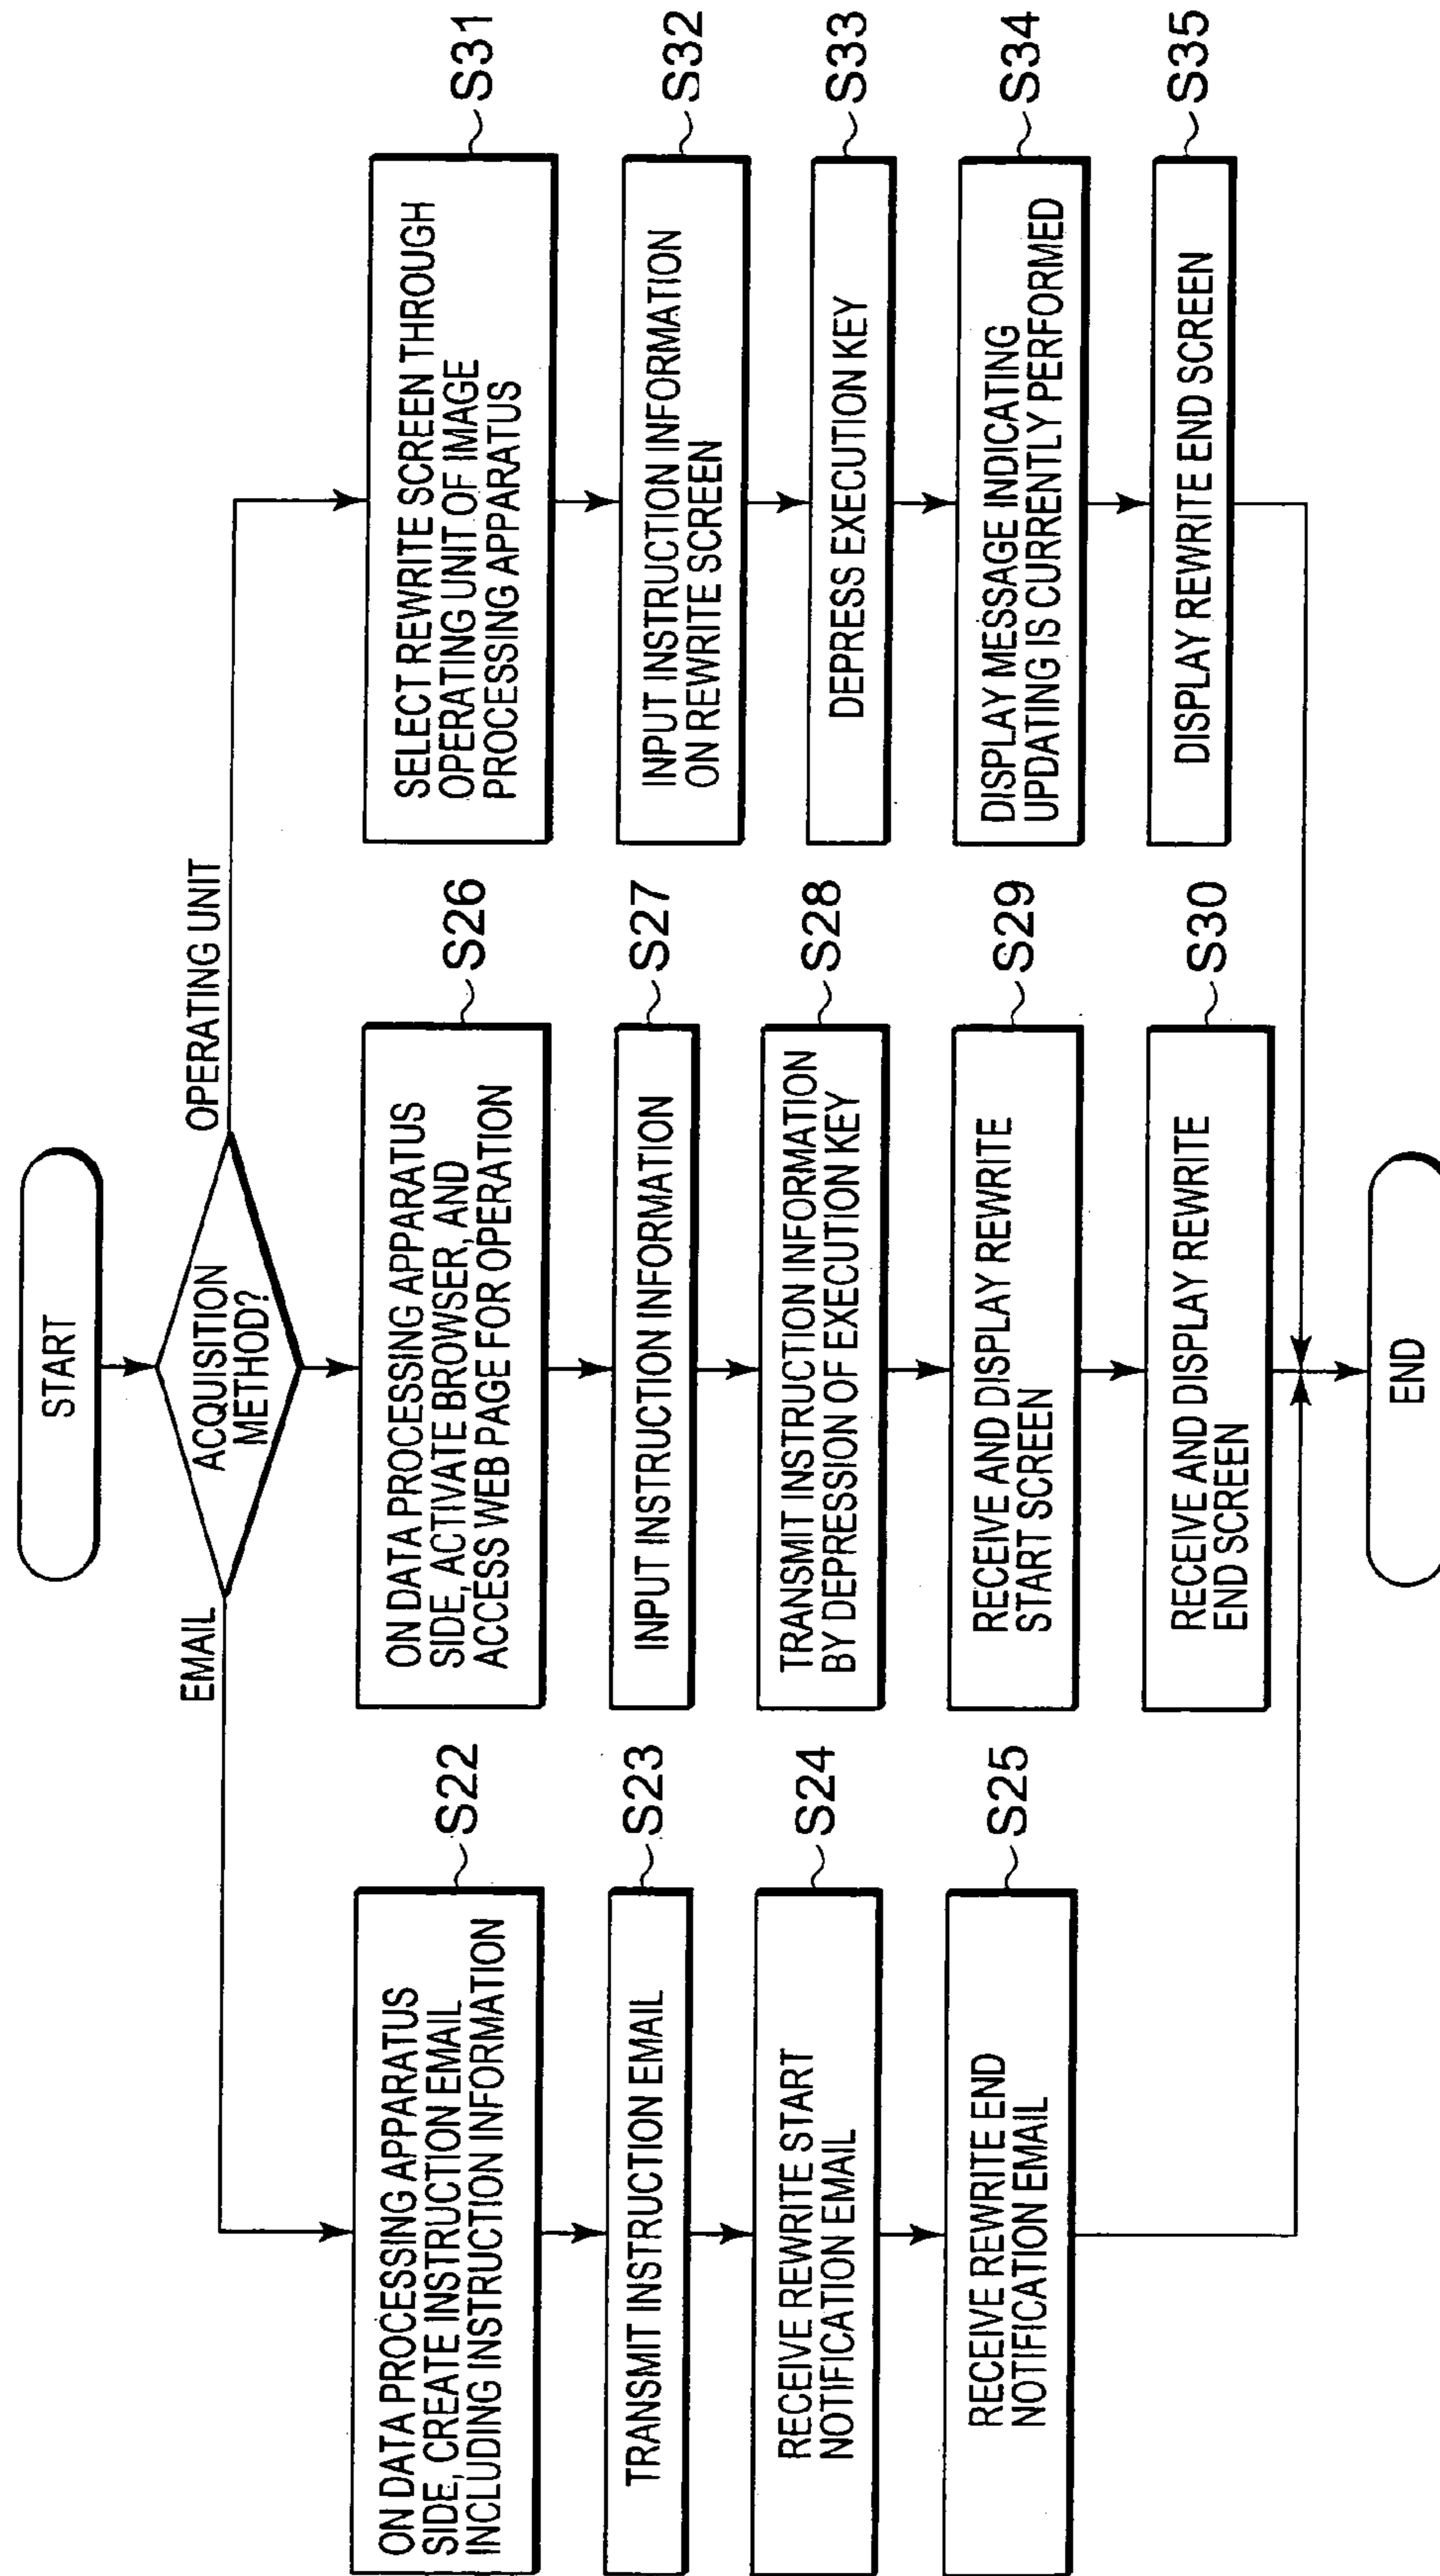 START
ACQUISITION
METHOD?
EMAIL
OPERATING UNIT
ON DATA PROCESSING APPARATUS
SIDE, CREATE INSTRUCTION EMAIL
INCLUDING INSTRUCTION INFORMATION
S22
TRANSMIT INSTRUCTION EMAIL
S23
RECEIVE REWRITE START
NOTIFICATION EMAIL
S24
RECEIVE REWRITE END
NOTIFICATION EMAIL
S25
ON DATA PROCESSING APPARATUS
SIDE, ACTIVATE BROWSER, AND
ACCESS WEB PAGE FOR OPERATION
S26
INPUT INSTRUCTION INFORMATION
S27
TRANSMIT INSTRUCTION INFORMATION
BY DEPRESSION OF EXECUTION KEY
S28
RECEIVE AND DISPLAY REWRITE
START SCREEN
S29
RECEIVE AND DISPLAY REWRITE
END SCREEN
S30
SELECT REWRITE SCREEN THROUGH
OPERATING UNIT OF IMAGE
PROCESSING APPARATUS
S31
INPUT INSTRUCTION INFORMATION
ON REWRITE SCREEN
S32
DEPRESS EXECUTION KEY
S33
DISPLAY MESSAGE INDICATING
UPDATING IS CURRENTLY PERFORMED
S34
DISPLAY REWRITE END SCREEN
S35
END